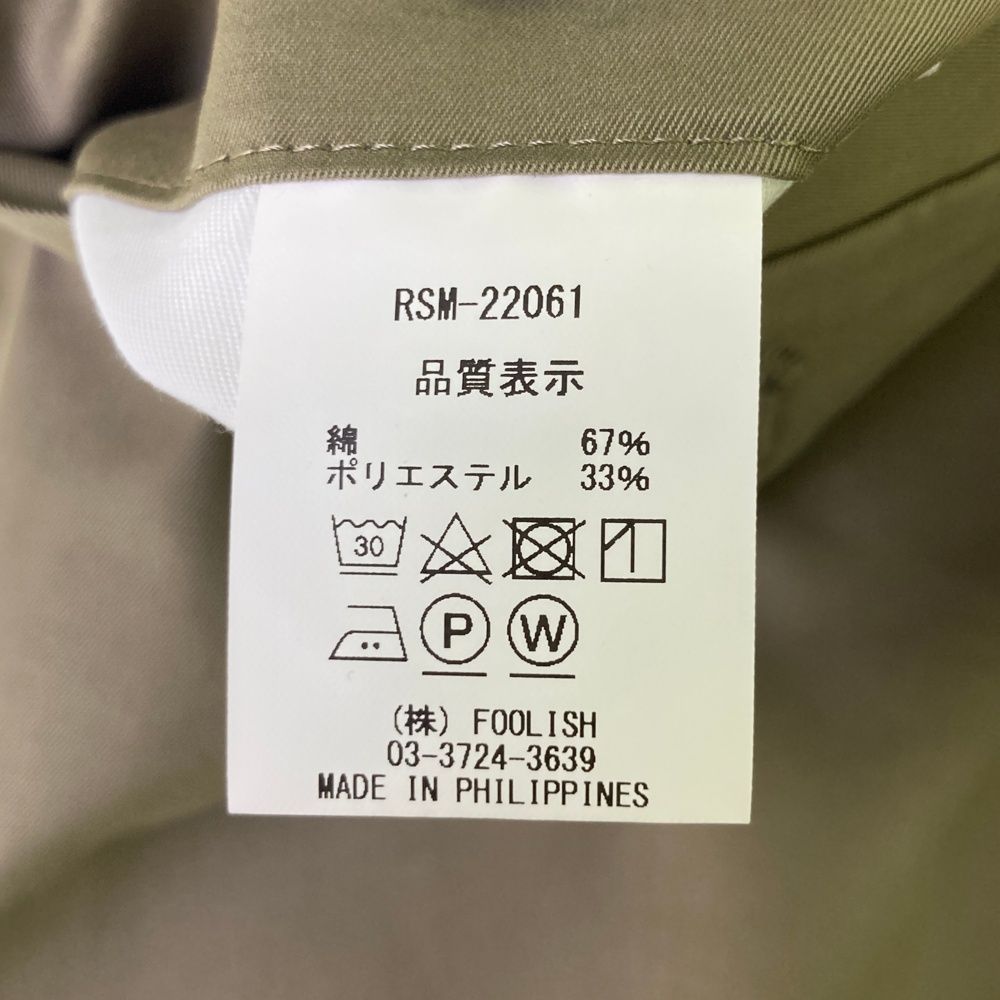 RSM-22061
品質表示
綿 67%
ポリエステル 33%
30
P W
(株) FOOLISH
03-3724-3639
MADE IN PHILIPPINES